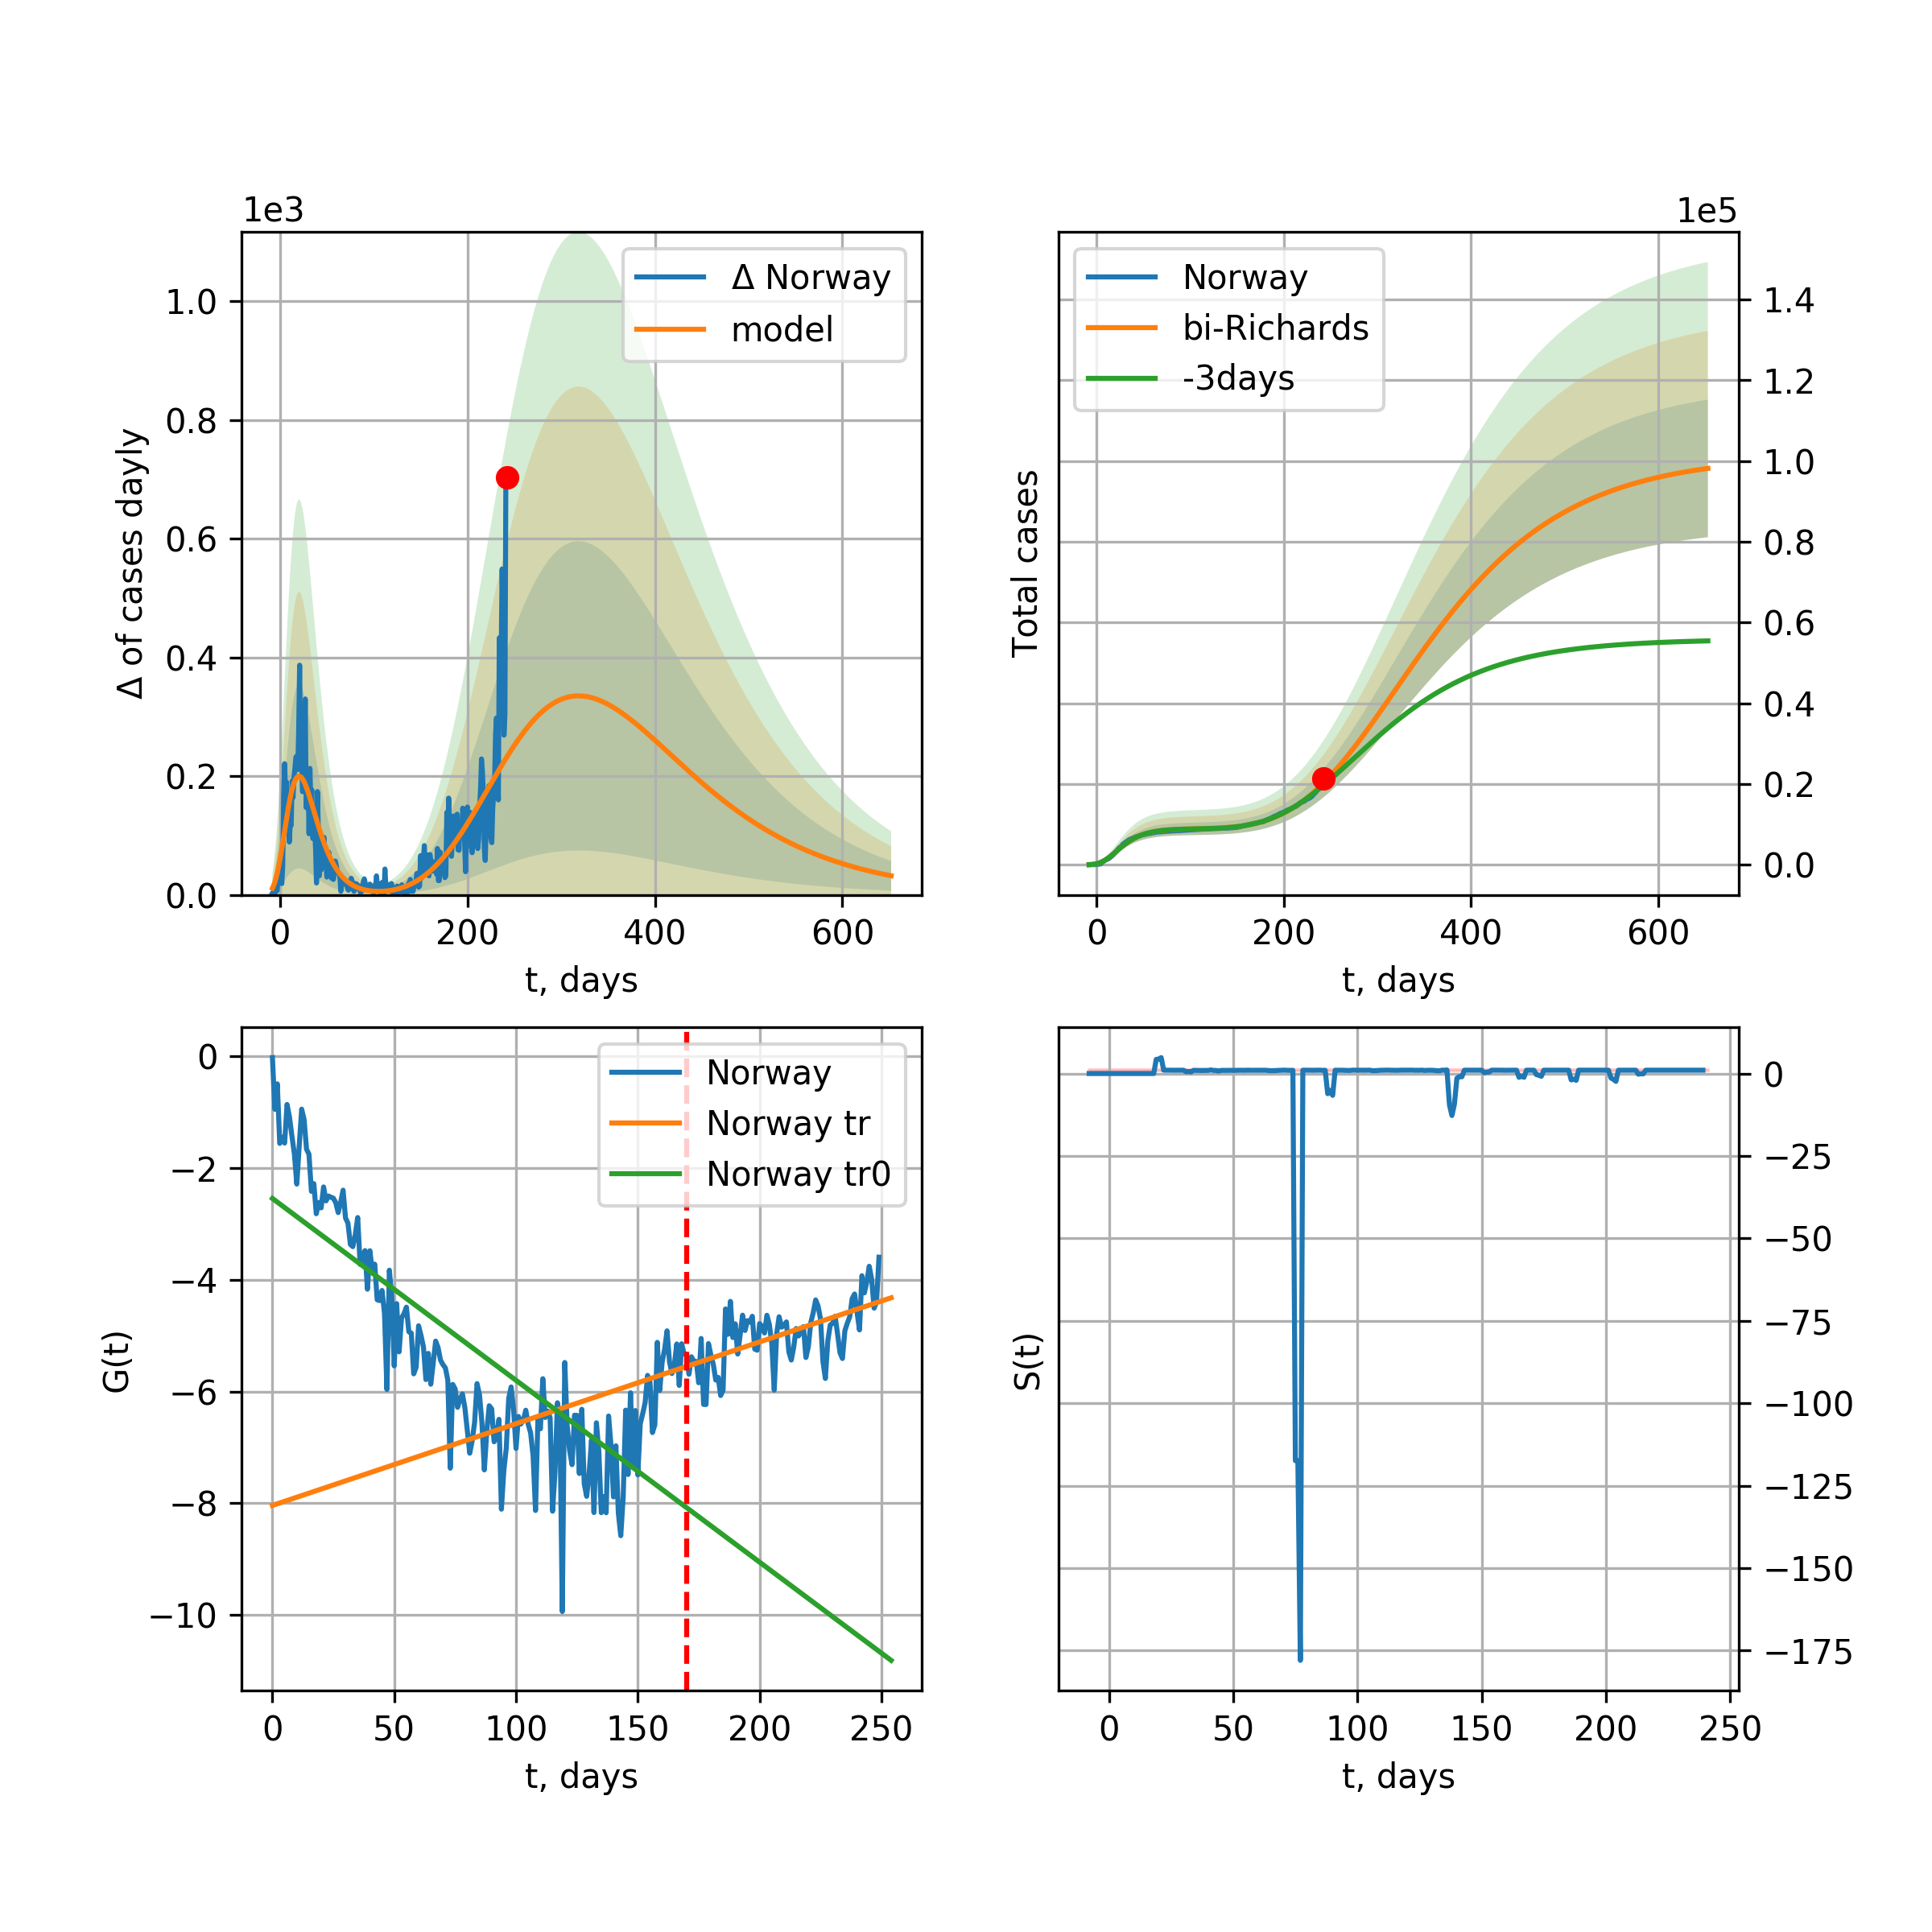 1e3
Δ Norway
model
1.0
0.8
0.6
0.4
0.2
0.0
Δ of cases dayly
0 200 400 600
t, days
1e5
Norway
bi-Richards
-3days
1.4
1.2
1.0
0.8
0.6
0.4
0.2
0.0
Total cases
0 200 400 600
t, days
Norway
Norway tr
Norway tr0
0
−2
−4
−6
−8
−10
G(t)
0 50 100 150 200 250
t, days
0
−25
−50
−75
−100
−125
−150
−175
S(t)
0 50 100 150 200 250
t, days